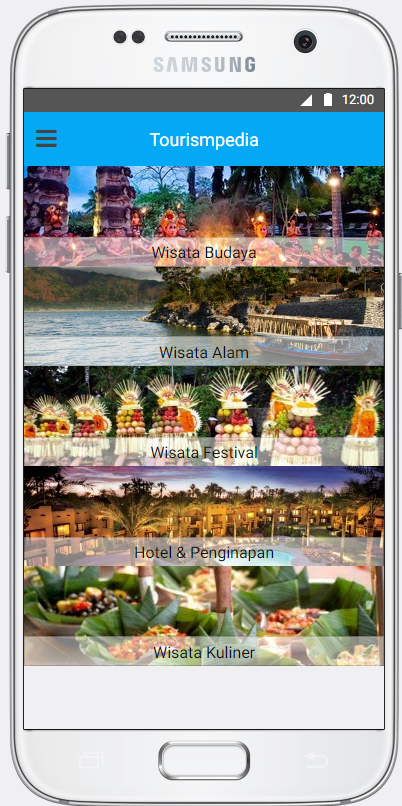 SAMSUNG
12:00
Tourismpedia
Wisata Budaya
Wisata Alam
Wisata Festival
Hotel & Penginapan
Wisata Kuliner